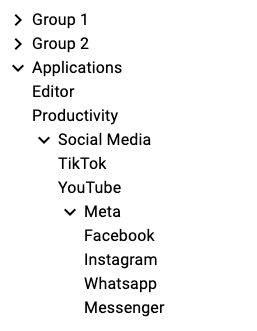 Group 1
Group 2
Applications
Editor
Productivity
Social Media
TikTok
YouTube
Meta
Facebook
Instagram
Whatsapp
Messenger